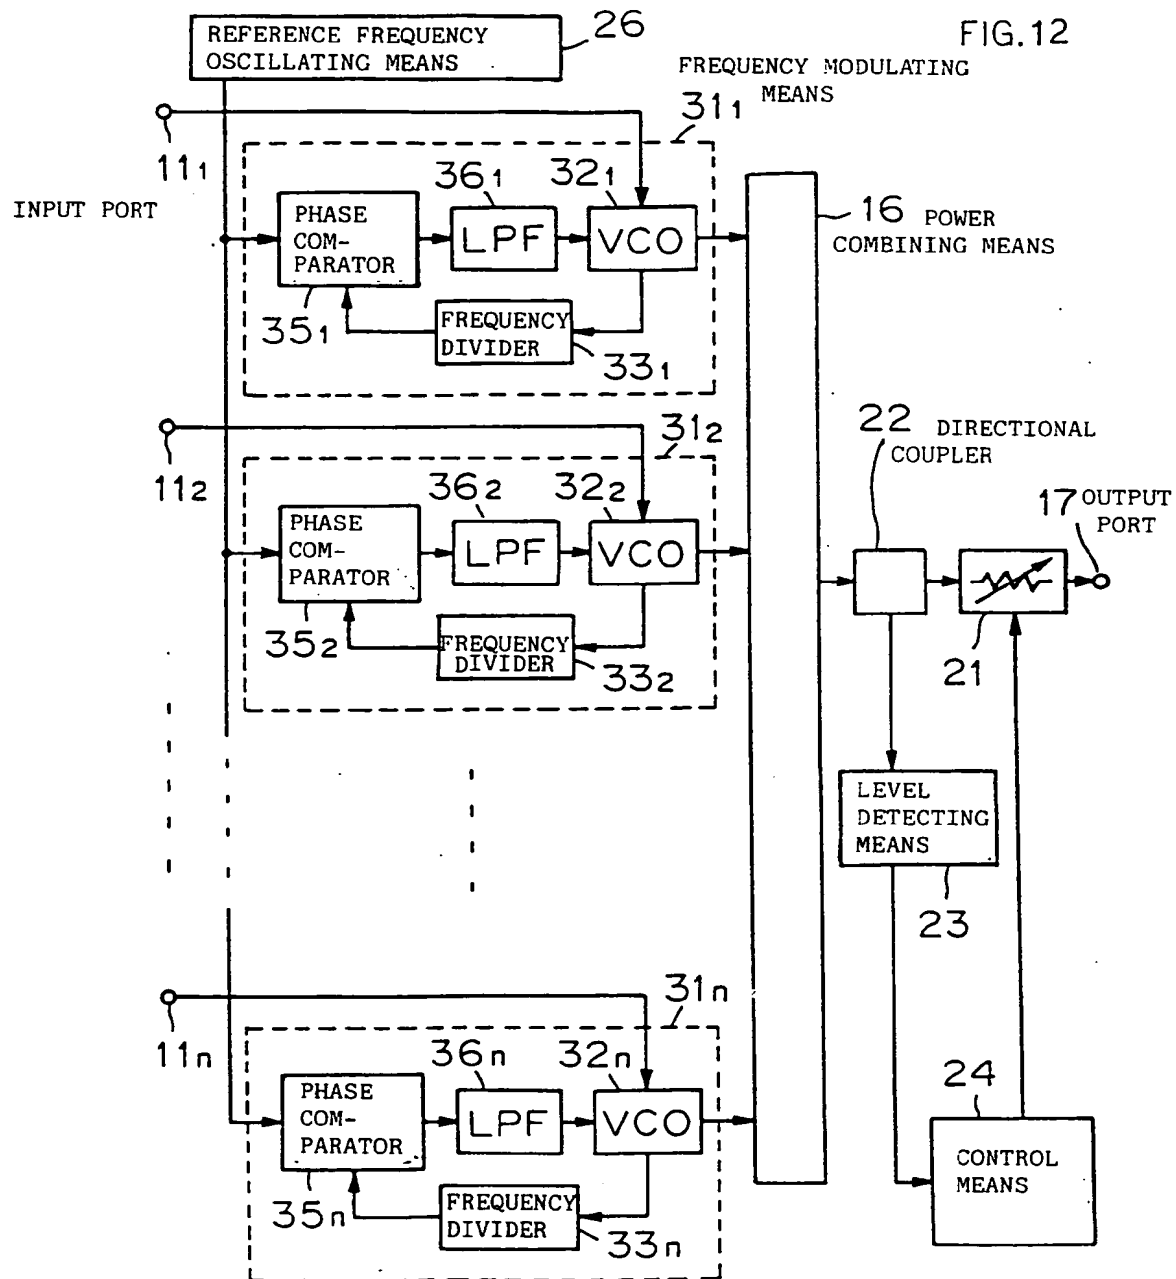 REFERENCE FREQUENCY
OSCILLATING MEANS
26
FIG.12
FREQUENCY MODULATING
MEANS
11₁
INPUT PORT
31₁
PHASE
COM-
PARATOR
35₁
36₁
LPF
32₁
VCO
FREQUENCY
DIVIDER
33₁
16 POWER
COMBINING MEANS
11₂
31₂
PHASE
COM-
PARATOR
35₂
36₂
LPF
32₂
VCO
FREQUENCY
DIVIDER
33₂
22 DIRECTIONAL
COUPLER
17 OUTPUT
PORT
21
LEVEL
DETECTING
MEANS
23
11n
31n
PHASE
COM-
PARATOR
35n
36n
LPF
32n
VCO
FREQUENCY
DIVIDER
33n
24
CONTROL
MEANS